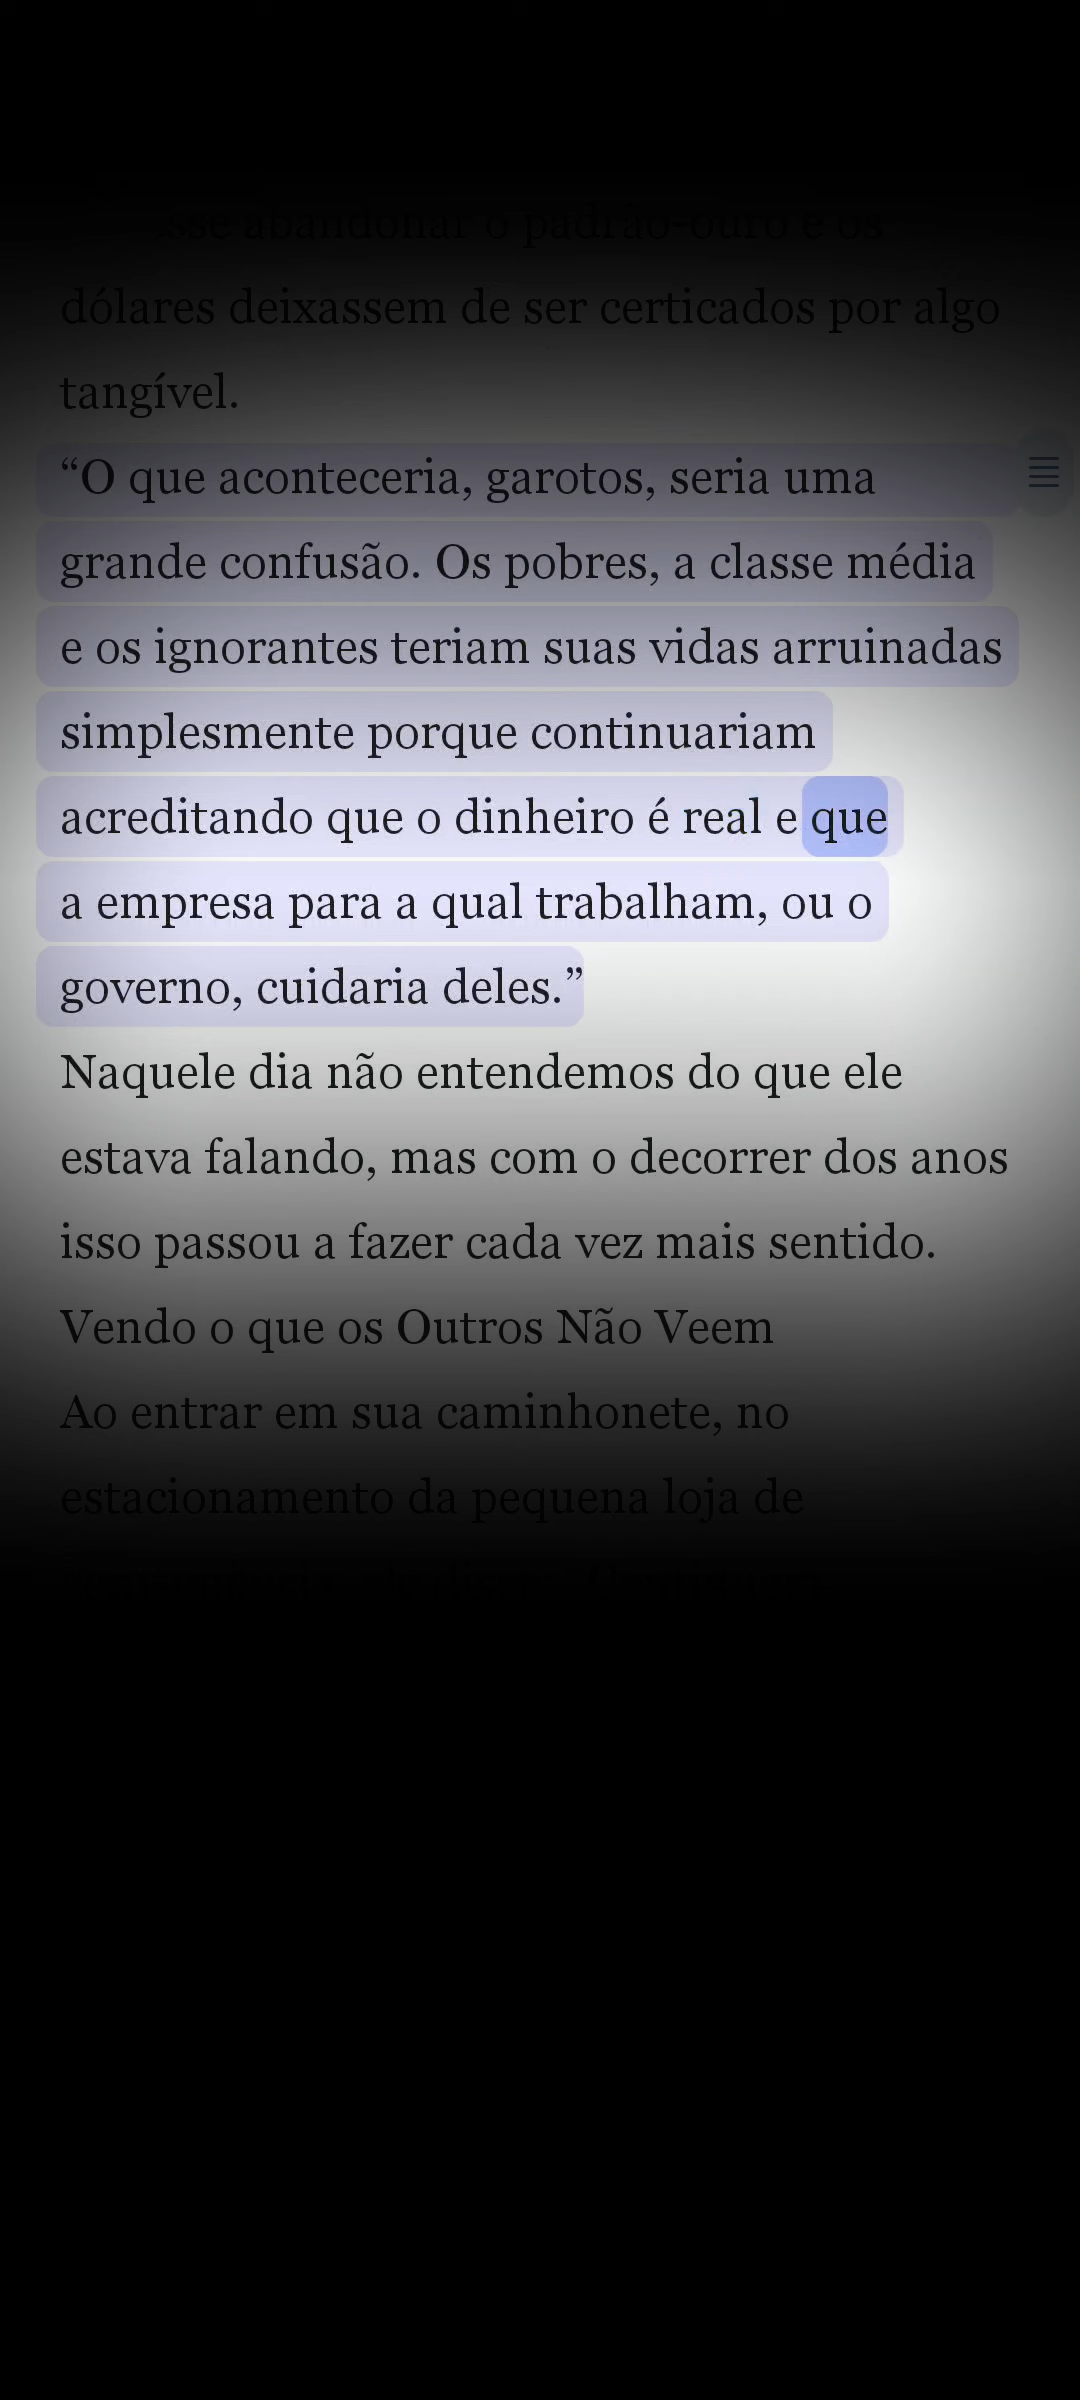 abandonar o padrão-ouro e os
dólares deixassem de ser certicados por algo
tangível.
“O que aconteceria, garotos, seria uma
grande confusão. Os pobres, a classe média
e os ignorantes teriam suas vidas arruinadas
simplesmente porque continuariam
acreditando que o dinheiro é real e que
a empresa para a qual trabalham, ou o
governo, cuidaria deles.”
Naquele dia não entendemos do que ele
estava falando, mas com o decorrer dos anos
isso passou a fazer cada vez mais sentido.
Vendo o que os Outros Não Veem
Ao entrar em sua caminhonete, no
estacionamento da pequena loja de